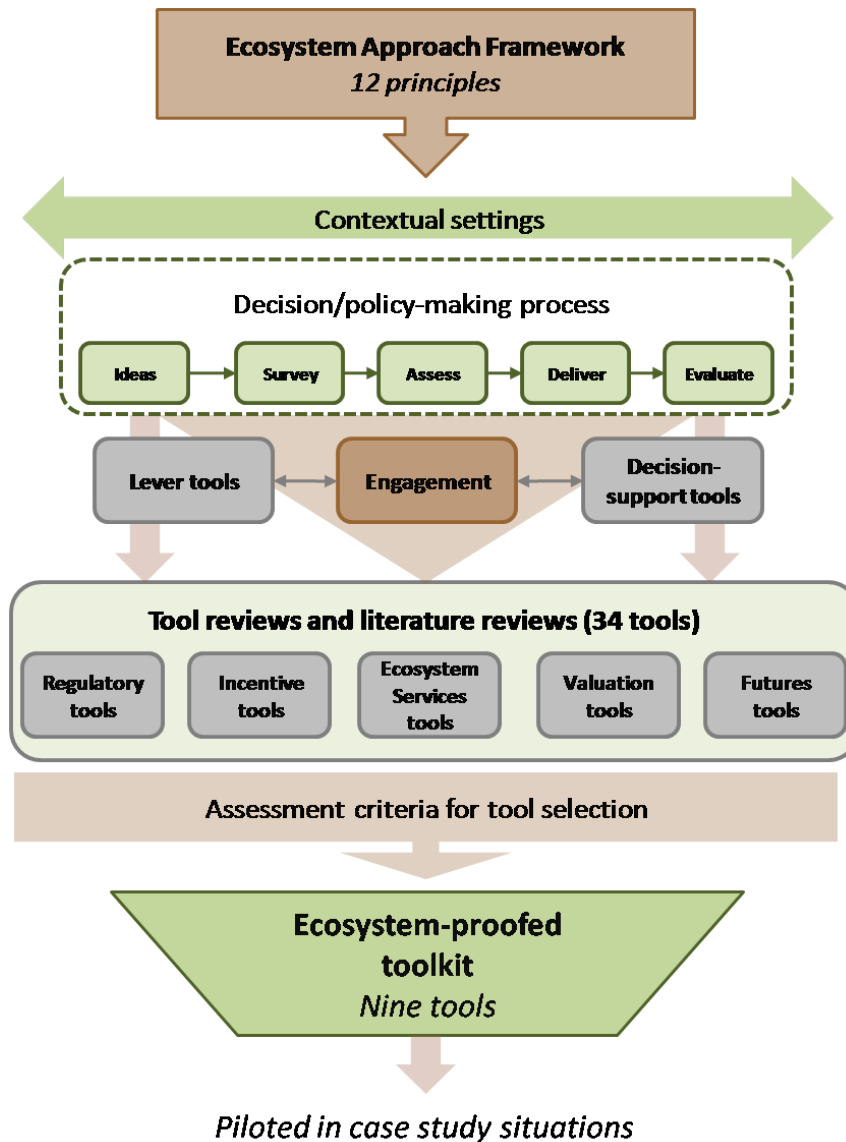 Ecosystem Approach Framework
12 principles
Contextual settings
Decision/policy-making process
Ideas
Survey
Assess
Deliver
Evaluate
Lever tools
Engagement
Decision-
support tools
Tool reviews and literature reviews (34 tools)
Regulatory
tools
Incentive
tools
Ecosystem
Services
tools
Valuation
tools
Futures
tools
Assessment criteria for tool selection
Ecosystem-proofed
toolkit
Nine tools
Piloted in case study situations